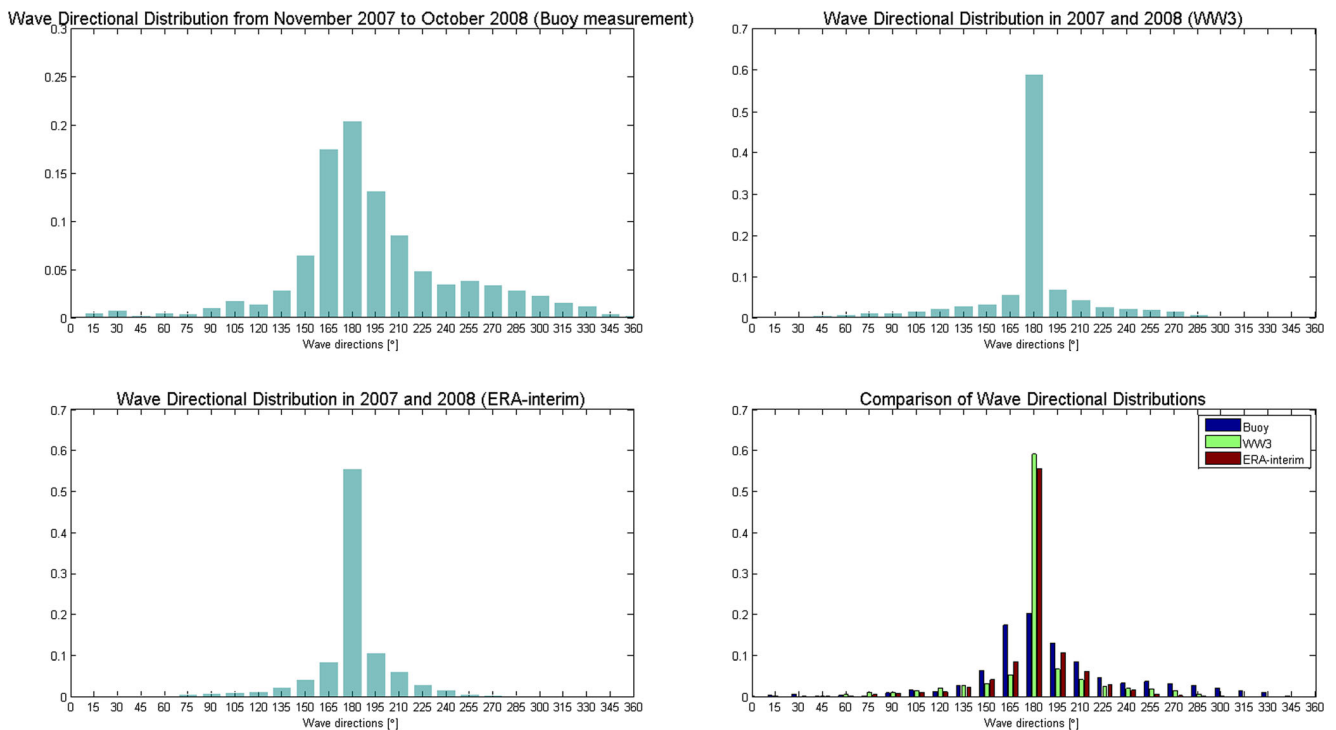 Wave Directional Distribution from November 2007 to October 2008 (Buoy measurement)
0.3
0.25
0.2
0.15
0.1
0.05
0
0 15 30 45 60 75 90 105 120 135 150 165 180 195 210 225 240 255 270 285 300 315 330 345 360
Wave directions [°]
Wave Directional Distribution in 2007 and 2008 (WW3)
0.7
0.6
0.5
0.4
0.3
0.2
0.1
0
0 15 30 45 60 75 90 105 120 135 150 165 180 195 210 225 240 255 270 285 300 315 330 345 360
Wave directions [°]
Wave Directional Distribution in 2007 and 2008 (ERA-interim)
0.7
0.6
0.5
0.4
0.3
0.2
0.1
0
0 15 30 45 60 75 90 105 120 135 150 165 180 195 210 225 240 255 270 285 300 315 330 345 360
Wave directions [°]
Comparison of Wave Directional Distributions
0.7
0.6
0.5
0.4
0.3
0.2
0.1
0
Buoy
WW3
ERA-interim
0 15 30 45 60 75 90 105 120 135 150 165 180 195 210 225 240 255 270 285 300 315 330 345 360
Wave directions [°]